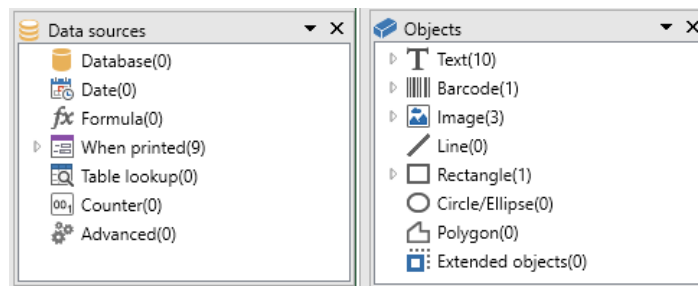 Data sources
Database(0)
Date(0)
Formula(0)
When printed(9)
Table lookup(0)
Counter(0)
Advanced(0)
Objects
Text(10)
Barcode(1)
Image(3)
Line(0)
Rectangle(1)
Circle/Ellipse(0)
Polygon(0)
Extended objects(0)